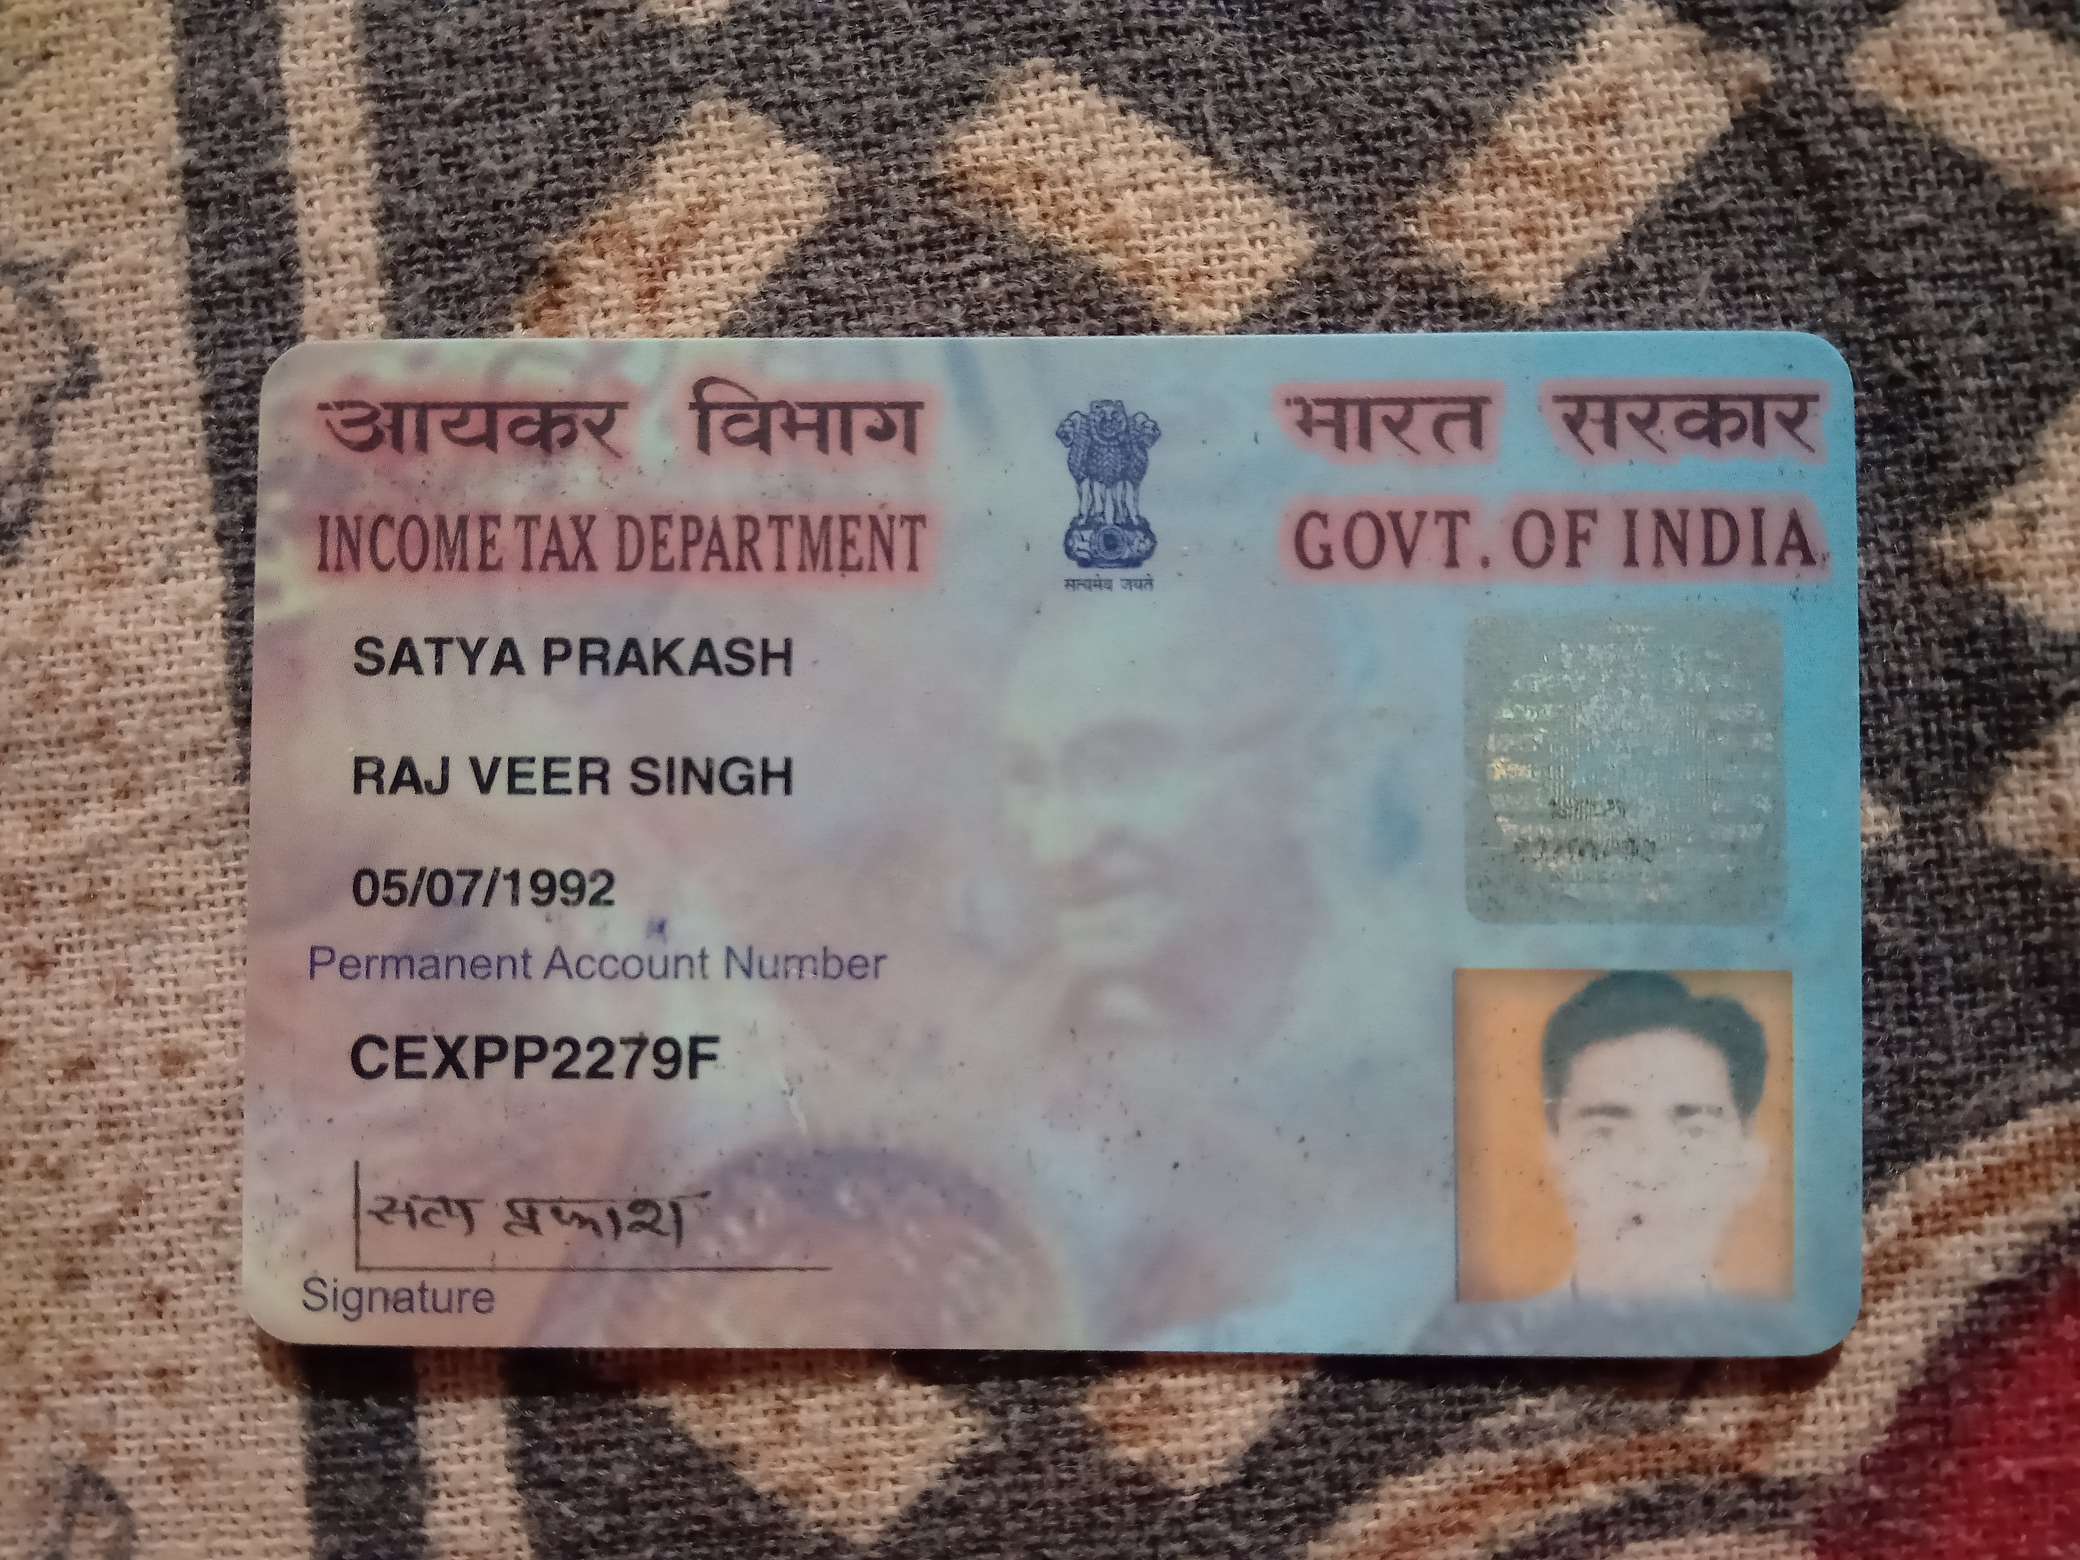 आयकर विभाग
INCOME TAX DEPARTMENT
भारत सरकार
GOVT. OF INDIA
सत्यमेव जयते
SATYA PRAKASH
RAJ VEER SINGH
05/07/1992
Permanent Account Number
CEXPP2279F
सत्य प्रकाश
Signature